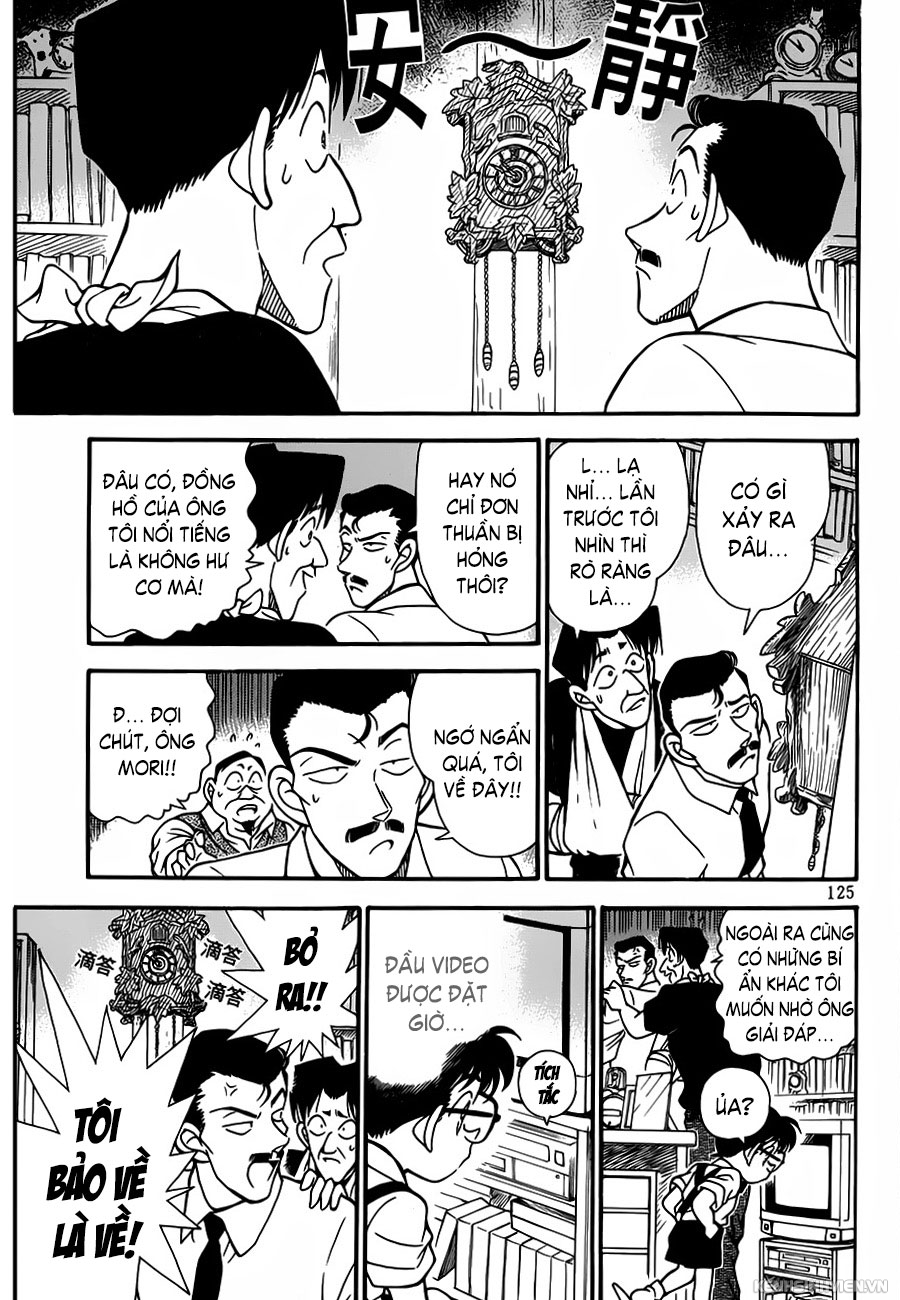 靜～
安
CÓ GÌ
XẢY RA
ĐÂU...
L... LẠ
NHỈ... LẦN
TRƯỚC TÔI
NHÌN THÌ
RÕ RÀNG
LÀ...
HAY NÓ
CHỈ ĐƠN
THUẦN BỊ
HỎNG
THÔI?
ĐÂU CÓ, ĐỒNG
HỒ CỦA ÔNG
TÔI NỔI TIẾNG
LÀ KHÔNG HƯ
CƠ MÀ!
NGỚ NGẨN
QUÁ, TÔI
VỀ ĐÂY!!
Đ... ĐỢI
CHÚT, ÔNG
MORI!!
125
NGOÀI RA CŨNG
CÓ NHỮNG BÍ
ẨN KHÁC TÔI
MUỐN NHỜ ÔNG
GIẢI ĐÁP...
ỦA?
ĐẦU VIDEO
ĐƯỢC ĐẶT
GIỜ...
TÍCH
TẮC
BỎ
RA!!
滴答
滴答
TÔI
BẢO VỀ
LÀ VỀ!